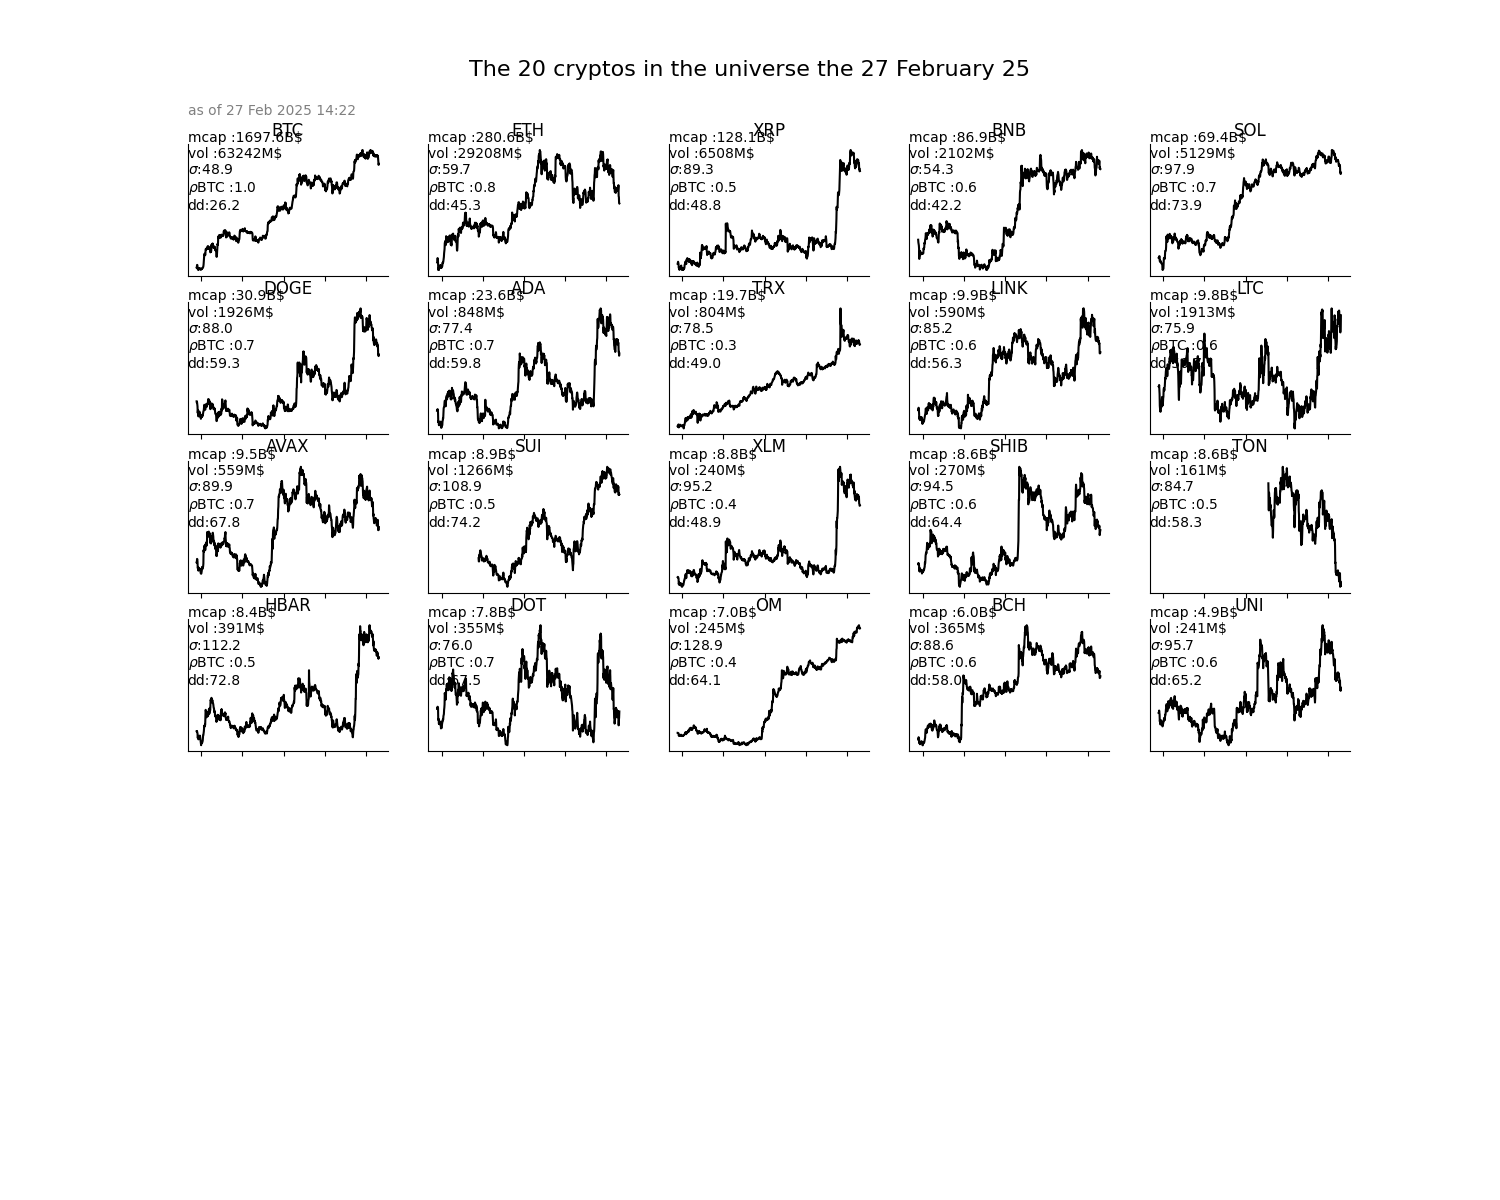 The 20 cryptos in the universe the 27 February 25
as of 27 Feb 2025 14:22
BTC
mcap :1697.6B$
vol :63242M$
σ:48.9
ρBTC :1.0
dd:26.2
ETH
mcap :280.6B$
vol :29208M$
σ:59.7
ρBTC :0.8
dd:45.3
XRP
mcap :128.1B$
vol :6508M$
σ:89.3
ρBTC :0.5
dd:48.8
BNB
mcap :86.9B$
vol :2102M$
σ:54.3
ρBTC :0.6
dd:42.2
SOL
mcap :69.4B$
vol :5129M$
σ:97.9
ρBTC :0.7
dd:73.9
DOGE
mcap :30.9B$
vol :1926M$
σ:88.0
ρBTC :0.7
dd:59.3
ADA
mcap :23.6B$
vol :848M$
σ:77.4
ρBTC :0.7
dd:59.8
TRX
mcap :19.7B$
vol :804M$
σ:78.5
ρBTC :0.3
dd:49.0
LINK
mcap :9.9B$
vol :590M$
σ:85.2
ρBTC :0.6
dd:56.3
LTC
mcap :9.8B$
vol :1913M$
σ:75.9
ρBTC :0.6
AVAX
mcap :9.5B$
vol :559M$
σ:89.9
ρBTC :0.7
dd:67.8
SUI
mcap :8.9B$
vol :1266M$
σ:108.9
ρBTC :0.5
dd:74.2
XLM
mcap :8.8B$
vol :240M$
σ:95.2
ρBTC :0.4
dd:48.9
SHIB
mcap :8.6B$
vol :270M$
σ:94.5
ρBTC :0.6
dd:64.4
TON
mcap :8.6B$
vol :161M$
σ:84.7
ρBTC :0.5
dd:58.3
HBAR
mcap :8.4B$
vol :391M$
σ:112.2
ρBTC :0.5
dd:72.8
DOT
mcap :7.8B$
vol :355M$
σ:76.0
ρBTC :0.7
dd:67.5
OM
mcap :7.0B$
vol :245M$
σ:128.9
ρBTC :0.4
dd:64.1
BCH
mcap :6.0B$
vol :365M$
σ:88.6
ρBTC :0.6
dd:58.0
UNI
mcap :4.9B$
vol :241M$
σ:95.7
ρBTC :0.6
dd:65.2